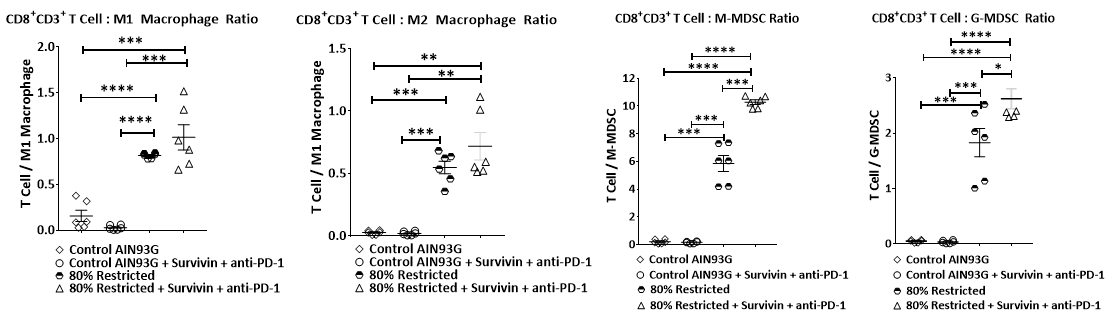 CD8+CD3+ T Cell : M1 Macrophage Ratio
T Cell / M1 Macrophage
2.0
1.5
1.0
0.5
0.0
***
***
****
****
◇ Control AIN93G
○ Control AIN93G + Survivin + anti-PD-1
80% Restricted
△ 80% Restricted + Survivin + anti-PD-1
CD8+CD3+ T Cell : M2 Macrophage Ratio
T Cell / M1 Macrophage
1.5
1.0
0.5
0.0
**
**
***
***
◇ Control AIN93G
○ Control AIN93G + Survivin + anti-PD-1
80% Restricted
△ 80% Restricted + Survivin + anti-PD-1
CD8+CD3+ T Cell : M-MDSC Ratio
T Cell / M-MDSC
12
10
8
6
4
2
0
****
****
***
***
***
◇ Control AIN93G
○ Control AIN93G + Survivin + anti-PD-1
80% Restricted
△ 80% Restricted + Survivin + anti-PD-1
CD8+CD3+ T Cell : G-MDSC Ratio
T Cell / G-MDSC
3
2
1
0
****
****
*
***
***
◇ Control AIN93G
○ Control AIN93G + Survivin + anti-PD-1
80% Restricted
△ 80% Restricted + Survivin + anti-PD-1